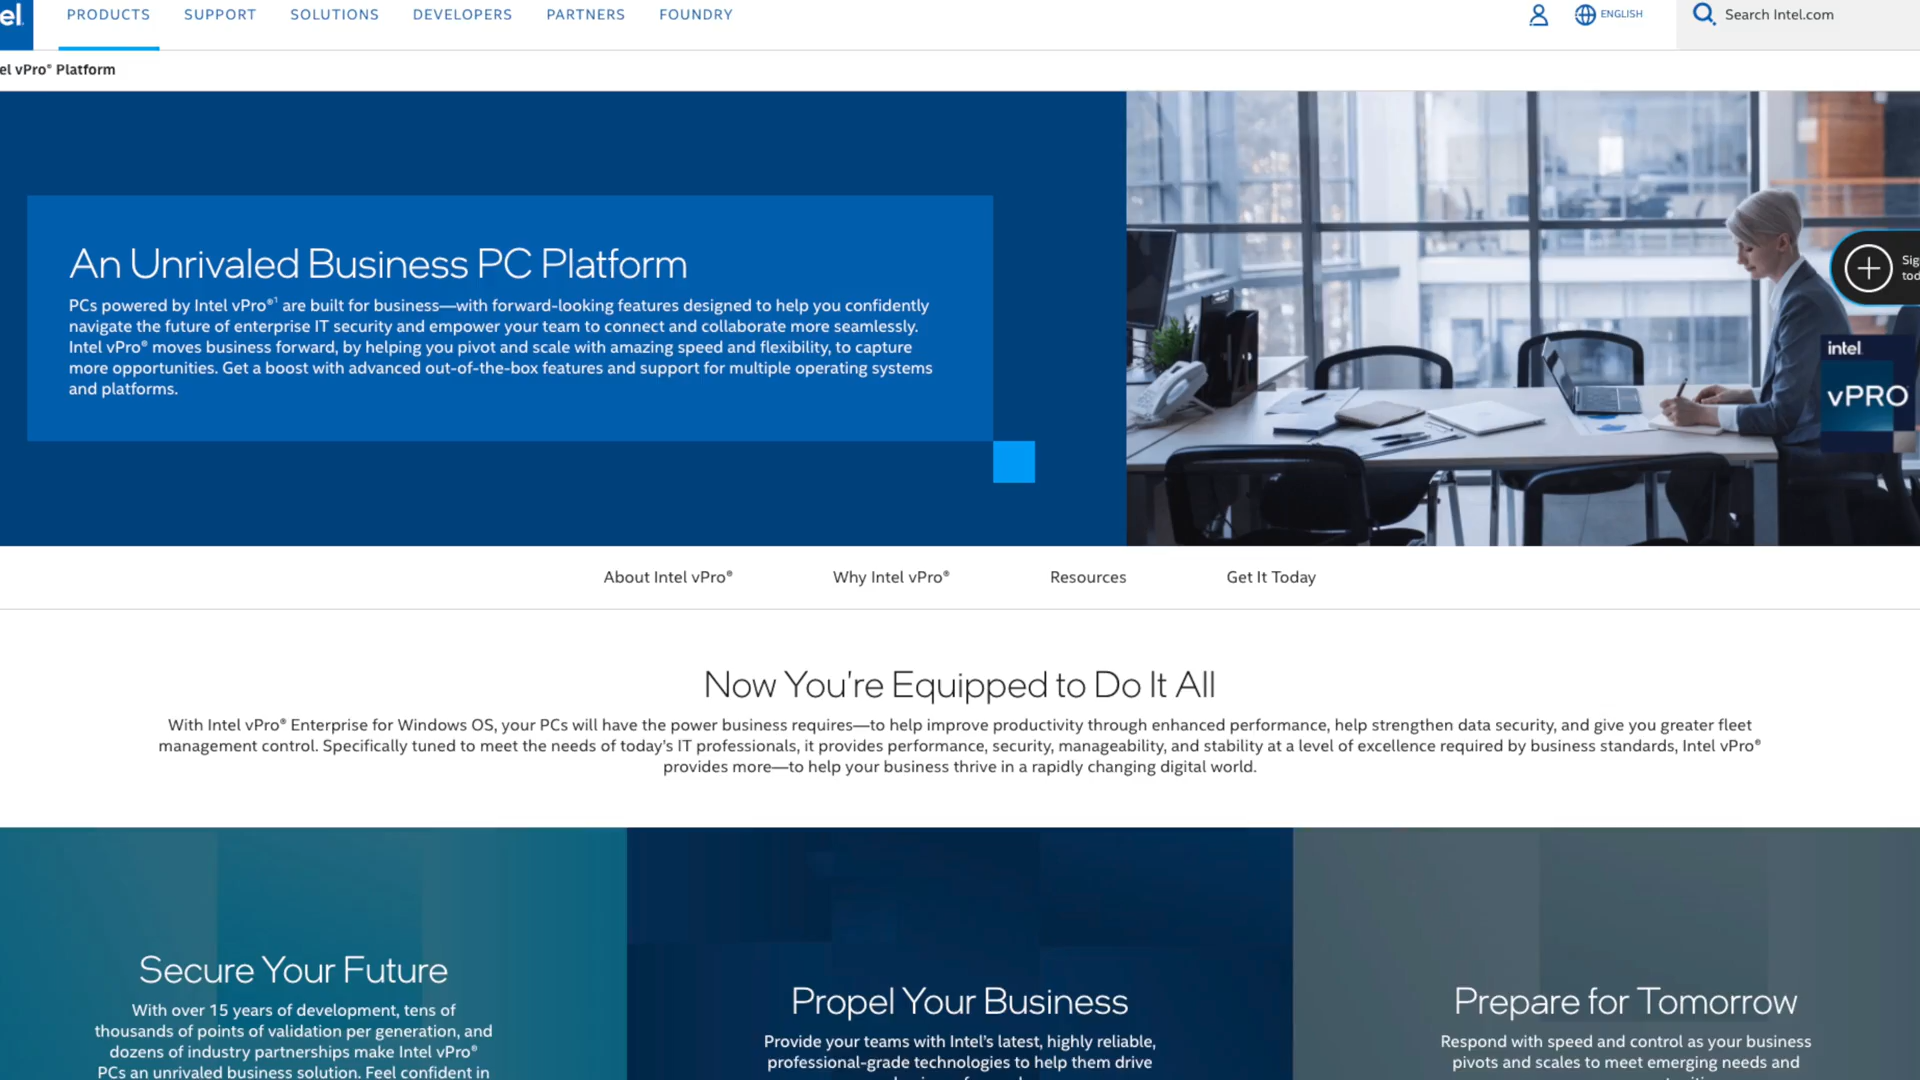 el.
PRODUCTS
SUPPORT
SOLUTIONS
DEVELOPERS
PARTNERS
FOUNDRY
ENGLISH
Search Intel.com
el vPro® Platform
An Unrivaled Business PC Platform
PCs powered by Intel vPro®¹ are built for business—with forward-looking features designed to help you confidently
navigate the future of enterprise IT security and empower your team to connect and collaborate more seamlessly.
Intel vPro® moves business forward, by helping you pivot and scale with amazing speed and flexibility, to capture
more opportunities. Get a boost with advanced out-of-the-box features and support for multiple operating systems
and platforms.
Sig
tod
intel
vPRO
About Intel vPro®
Why Intel vPro®
Resources
Get It Today
Now You're Equipped to Do It All
With Intel vPro® Enterprise for Windows OS, your PCs will have the power business requires—to help improve productivity through enhanced performance, help strengthen data security, and give you greater fleet
management control. Specifically tuned to meet the needs of today's IT professionals, it provides performance, security, manageability, and stability at a level of excellence required by business standards, Intel vPro®
provides more—to help your business thrive in a rapidly changing digital world.
Secure Your Future
With over 15 years of development, tens of
thousands of points of validation per generation, and
dozens of industry partnerships make Intel vPro®
PCs an unrivaled business solution. Feel confident in
Propel Your Business
Provide your teams with Intel's latest, highly reliable,
professional-grade technologies to help them drive
Prepare for Tomorrow
Respond with speed and control as your business
pivots and scales to meet emerging needs and